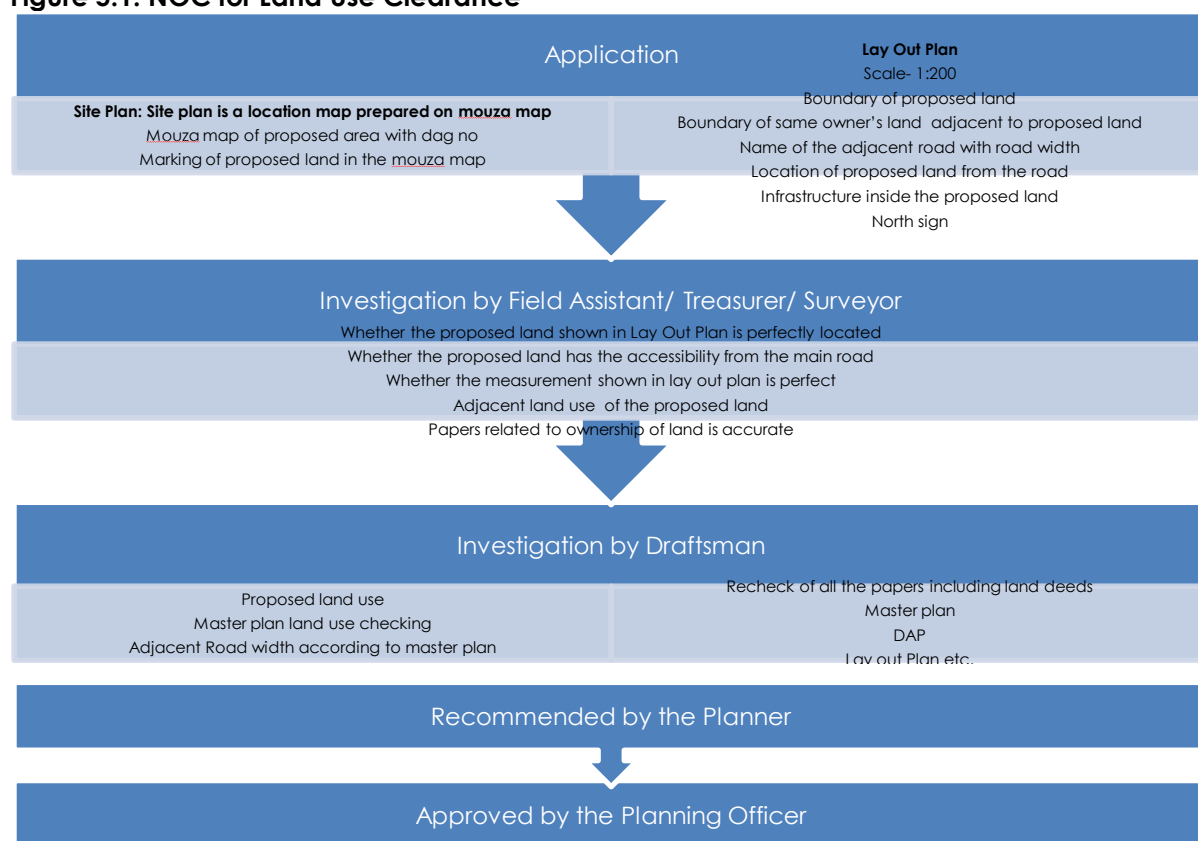 Figure 5.1: NOC for Land Use Clearance
Application
Site Plan: Site plan is a location map prepared on mouza map
Mouza map of proposed area with dag no
Marking of proposed land in the mouza map
Lay Out Plan
Scale- 1:200
Boundary of proposed land
Boundary of same owner's land adjacent to proposed land
Name of the adjacent road with road width
Location of proposed land from the road
Infrastructure inside the proposed land
North sign
Investigation by Field Assistant/ Treasurer/ Surveyor
Whether the proposed land shown in Lay Out Plan is perfectly located
Whether the proposed land has the accessibility from the main road
Whether the measurement shown in lay out plan is perfect
Adjacent land use of the proposed land
Papers related to ownership of land is accurate
Investigation by Draftsman
Proposed land use
Master plan land use checking
Adjacent Road width according to master plan
Recheck of all the papers including land deeds
Master plan
DAP
Lay out Plan etc.
Recommended by the Planner
Approved by the Planning Officer